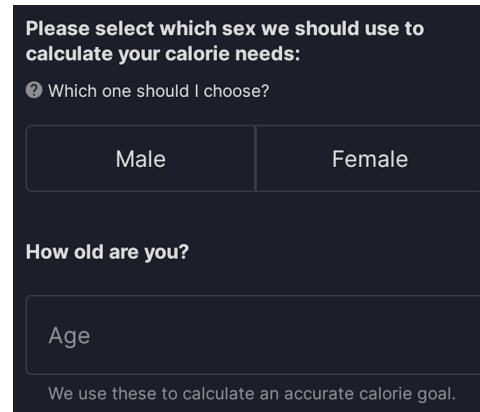 Please select which sex we should use to
calculate your calorie needs:
? Which one should I choose?
Male Female
How old are you?
Age
We use these to calculate an accurate calorie goal.